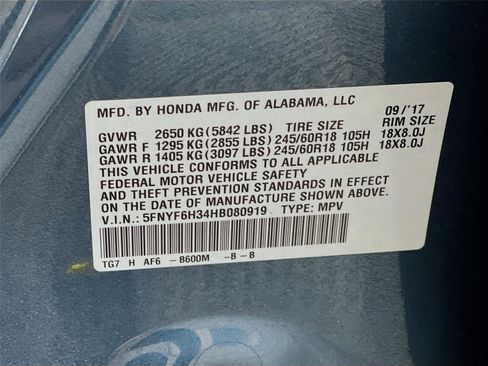 MFD. BY HONDA MFG. OF ALABAMA, LLC 09/'17
GVWR 2650 KG (5842 LBS) TIRE SIZE RIM SIZE
GAWR F 1295 KG (2855 LBS) 245/60R18 105H 18X8.0J
GAWR R 1405 KG (3097 LBS) 245/60R18 105H 18X8.0J
THIS VEHICLE CONFORMS TO ALL APPLICABLE
FEDERAL MOTOR VEHICLE SAFETY
AND THEFT PREVENTION STANDARDS IN EFFECT
ON THE DATE OF MANUFACTURE SHOWN ABOVE.
V.I.N.: 5FNYF6H34HB080919 TYPE: MPV
TG7 H AF6 -B600M -B-B